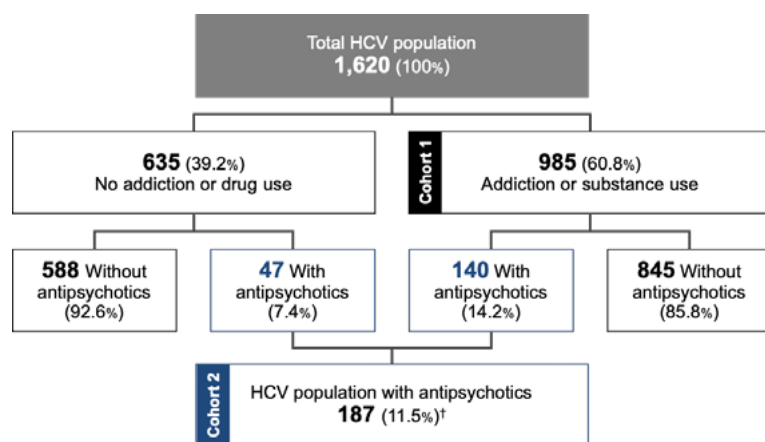 Total HCV population
1,620 (100%)
635 (39.2%)
No addiction or drug use
Cohort 1
985 (60.8%)
Addiction or substance use
588 Without
antipsychotics
(92.6%)
47 With
antipsychotics
(7.4%)
140 With
antipsychotics
(14.2%)
845 Without
antipsychotics
(85.8%)
Cohort 2
HCV population with antipsychotics
187 (11.5%)†